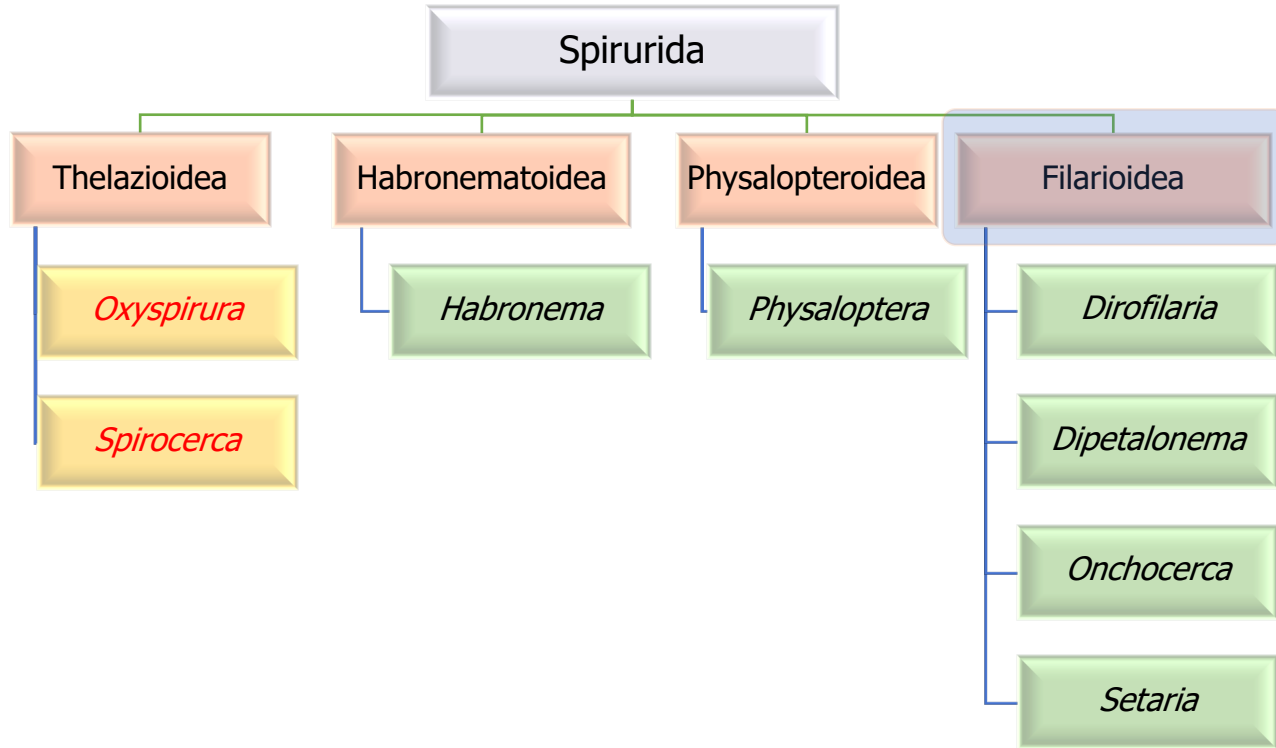 Spirurida
Thelazioidea
Habronematoidea
Physalopteroidea
Filarioidea
Oxyspirura
Habronema
Physaloptera
Dirofilaria
Spirocerca
Dipetalonema
Onchocerca
Setaria